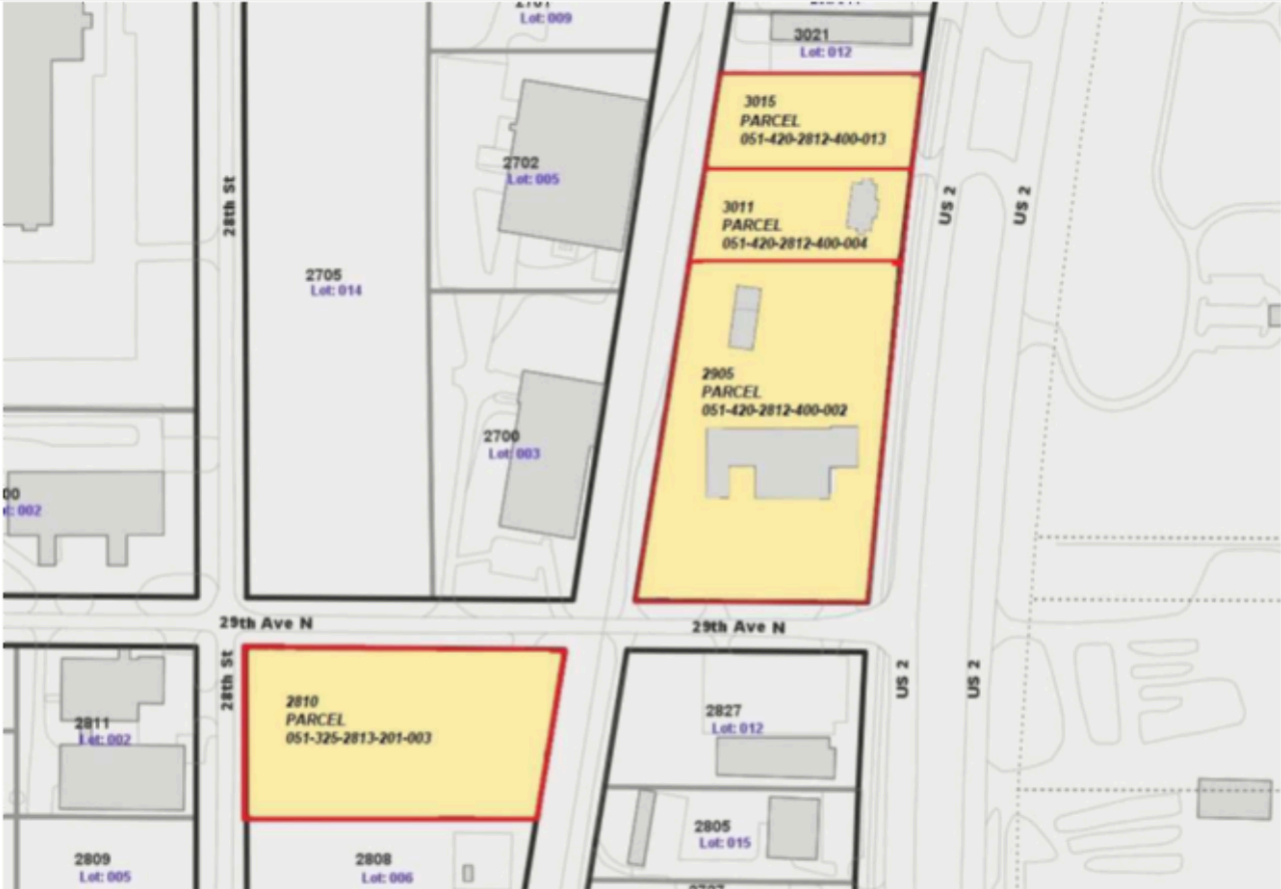 Lot: 009
3021
Lot: 012
3015
PARCEL
051-420-2812-400-013
2702
Lot: 005
28th St
3011
PARCEL
051-420-2812-400-004
US 2
US 2
2705
Lot: 014
2905
PARCEL
051-420-2812-400-002
2700
Lot: 003
00
t: 002
29th Ave N
29th Ave N
28th St
2810
PARCEL
051-325-2813-201-003
US 2
US 2
2811
Lot: 002
2827
Lot: 012
2805
Lot: 015
2809
Lot: 005
2808
Lot: 006